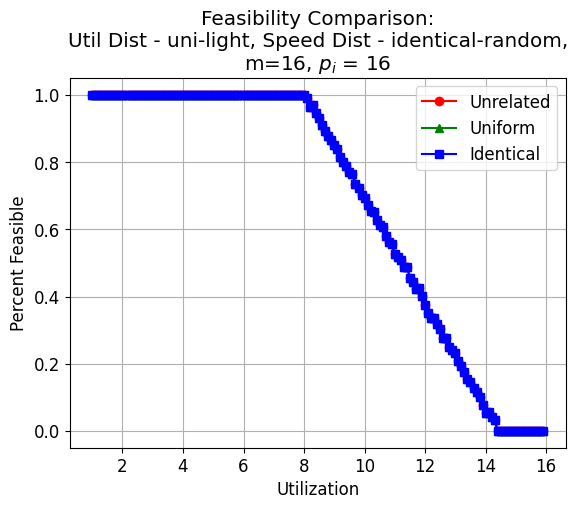 Feasibility Comparison:
Util Dist - uni-light, Speed Dist - identical-random,
m=16, $p_i$ = 16
Unrelated
Uniform
Identical
1.0
0.8
0.6
0.4
0.2
0.0
Percent Feasible
2 4 6 8 10 12 14 16
Utilization